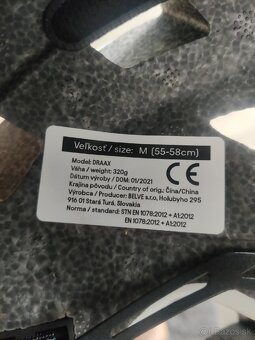 Veľkosť / size: M (55-58cm)
Model: DRAAX
Váha / weight: 320g
Dátum výroby / DOM: 01/2021
Krajina pôvodu / Country of orig.: Čína/China
Výrobca / Producer: BELVE s.r.o, Holubyho 295
916 01 Stará Turá, Slovakia
Norma / standard: STN EN 1078:2012 + A1:2012
EN 1078:2012 + A1:2012
CE